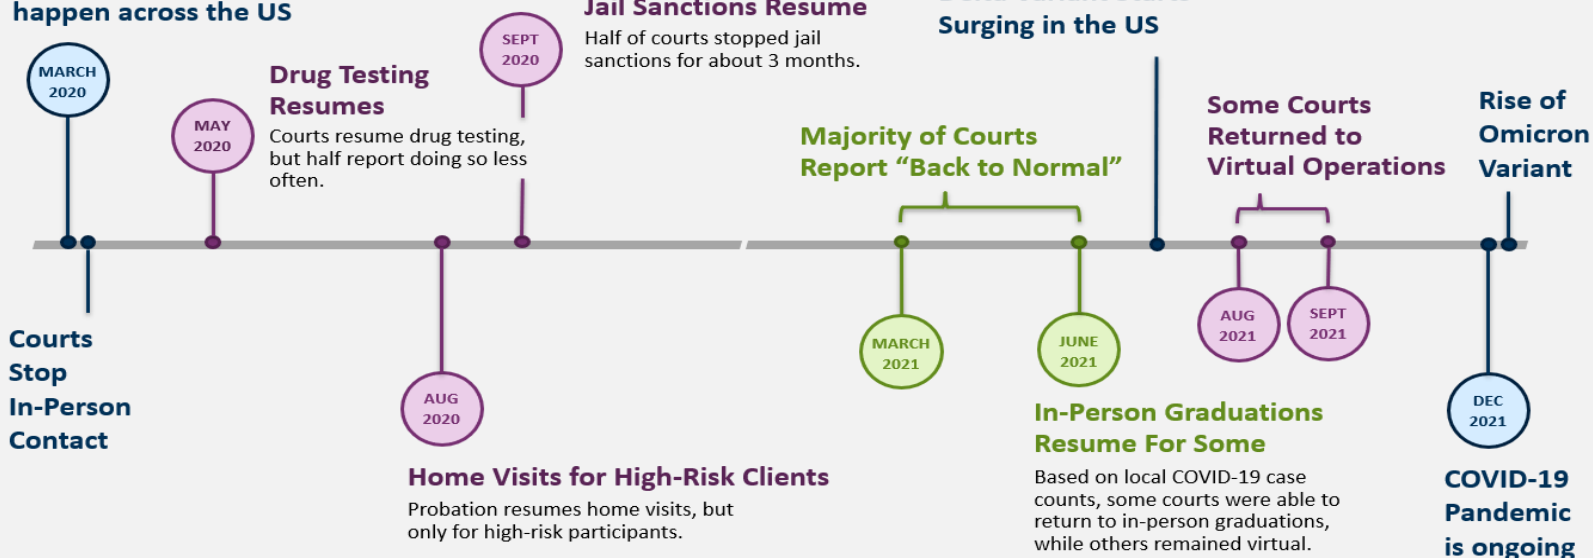 happen across the US
MARCH
2020
Courts
Stop
In-Person
Contact
MAY
2020
Drug Testing
Resumes
Courts resume drug testing,
but half report doing so less
often.
AUG
2020
Home Visits for High-Risk Clients
Probation resumes home visits, but
only for high-risk participants.
SEPT
2020
Jail Sanctions Resume
Half of courts stopped jail
sanctions for about 3 months.
Majority of Courts
Report “Back to Normal”
MARCH
2021
JUNE
2021
In-Person Graduations
Resume For Some
Based on local COVID-19 case
counts, some courts were able to
return to in-person graduations,
while others remained virtual.
Surging in the US
Some Courts
Returned to
Virtual Operations
AUG
2021
SEPT
2021
Rise of
Omicron
Variant
DEC
2021
COVID-19
Pandemic
is ongoing